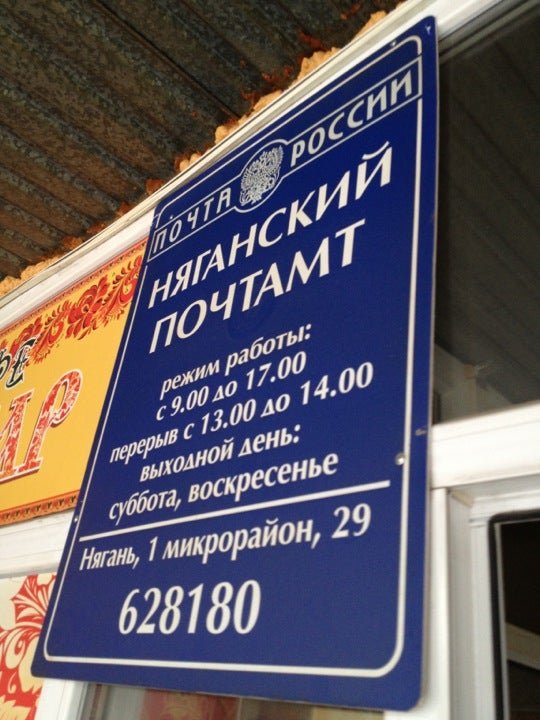 ПОЧТА РОССИИ
НЯГАНСКИЙ
ПОЧТАМТ
режим работы:
с 9.00 до 17.00
перерыв с 13.00 до 14.00
выходной день:
суббота, воскресенье
Нягань, 1 микрорайон, 29
628180